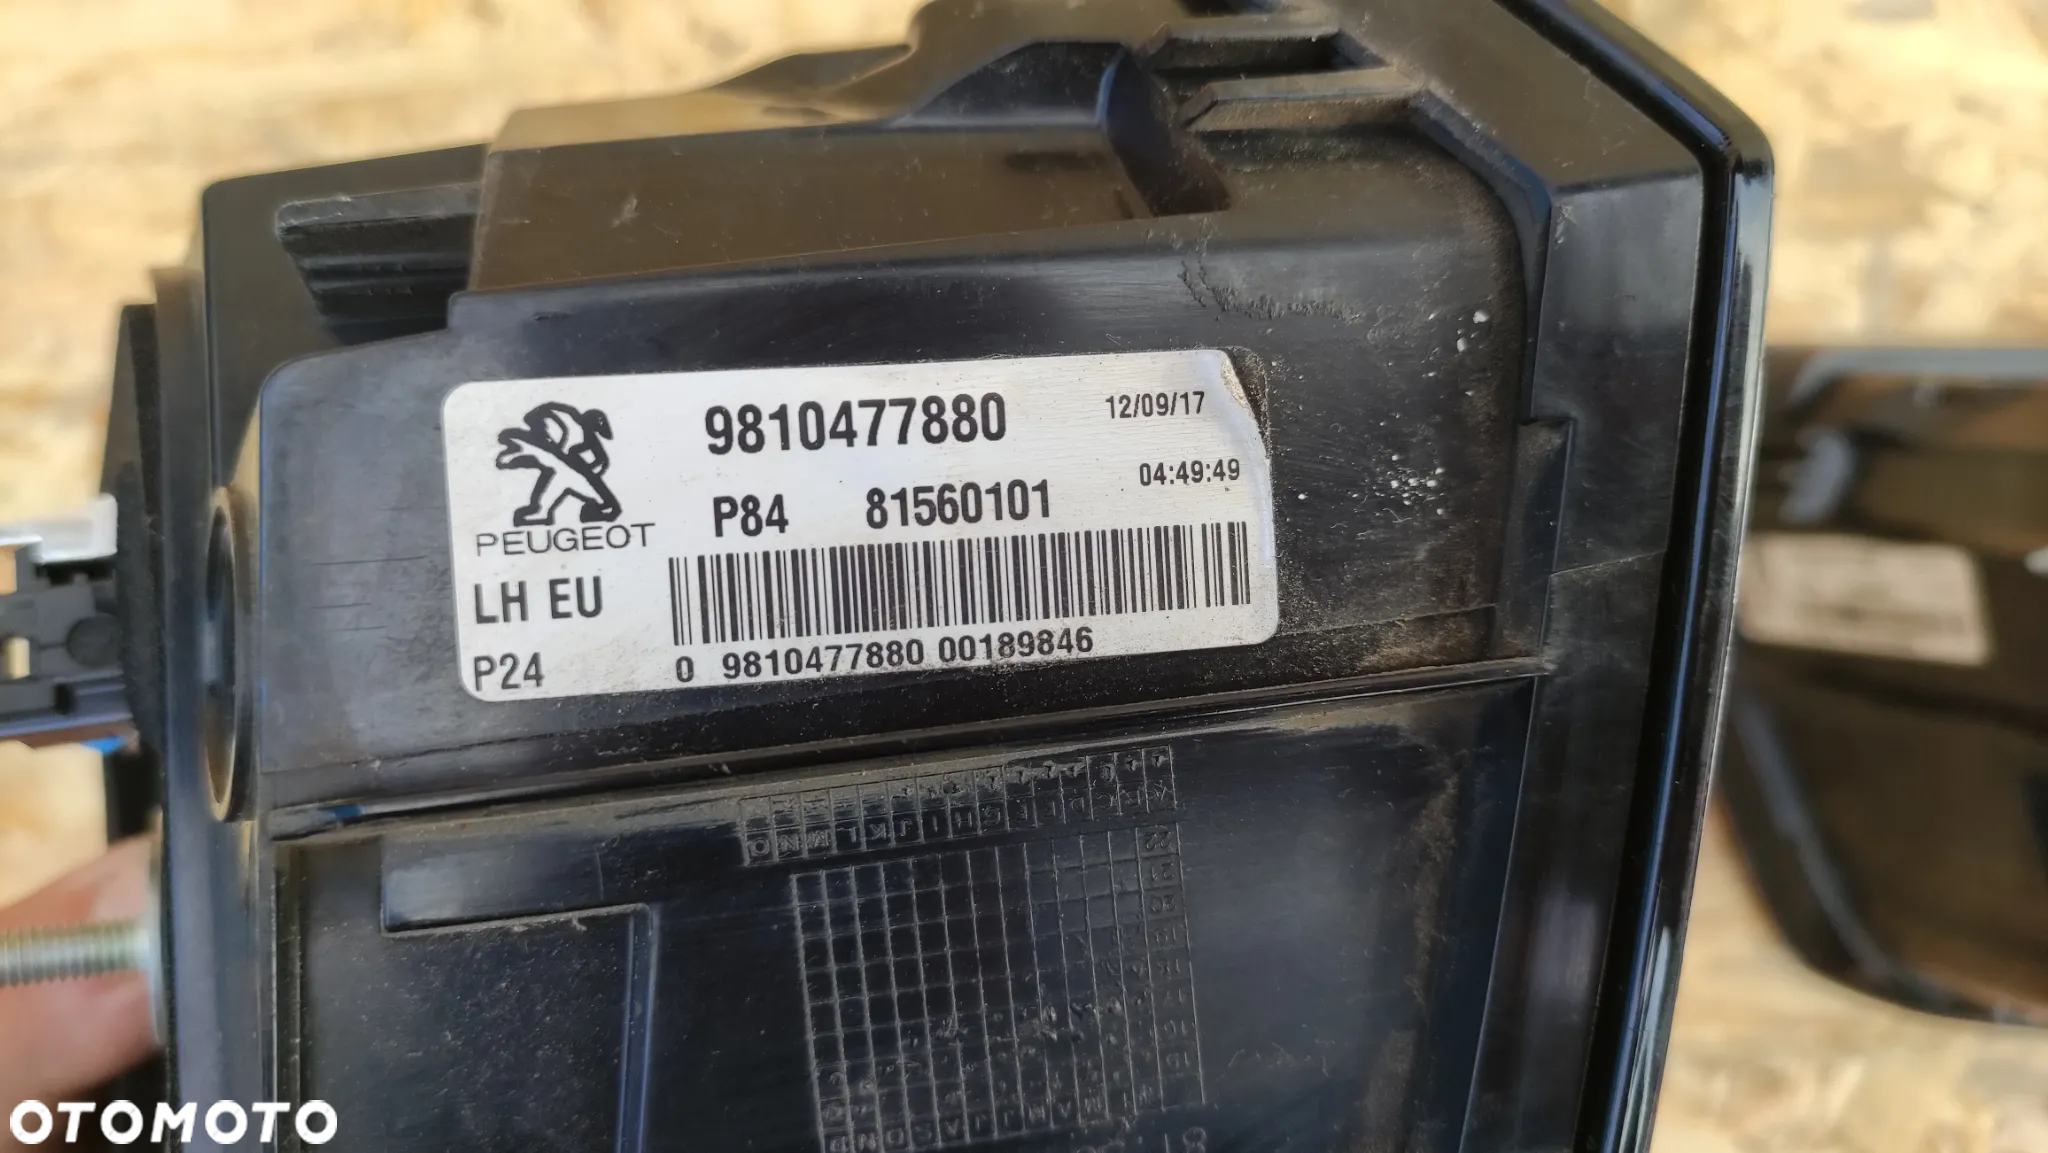 9810477880 12/09/17
P84 81560101 04:49:49
PEUGEOT
LH EU
P24
0 9810477880 00189846
OTOMOTO